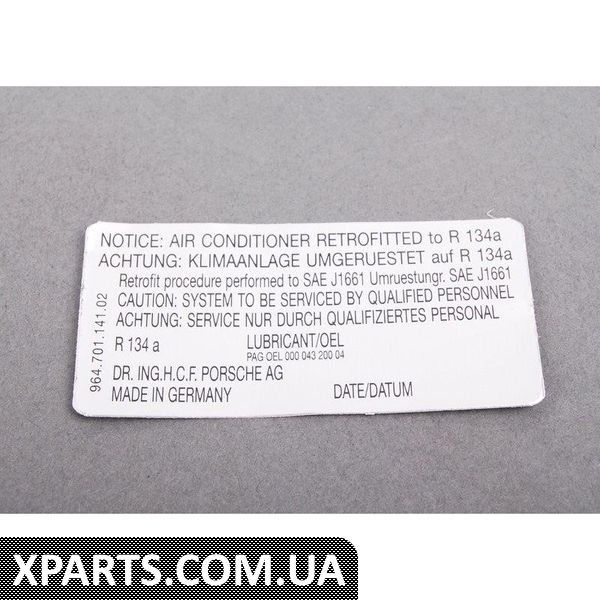 NOTICE: AIR CONDITIONER RETROFITTED to R 134a
ACHTUNG: KLIMAANLAGE UMGERUESTET auf R 134a
Retrofit procedure performed to SAE J1661 Umruestungr. SAE J1661
CAUTION: SYSTEM TO BE SERVICED BY QUALIFIED PERSONNEL
ACHTUNG: SERVICE NUR DURCH QUALIFIZIERTES PERSONAL
R 134 a LUBRICANT/OEL
PAG OEL 000 043 200 04
DR. ING.H.C.F. PORSCHE AG
MADE IN GERMANY DATE/DATUM
964.701.141.02
XPARTS.COM.UA